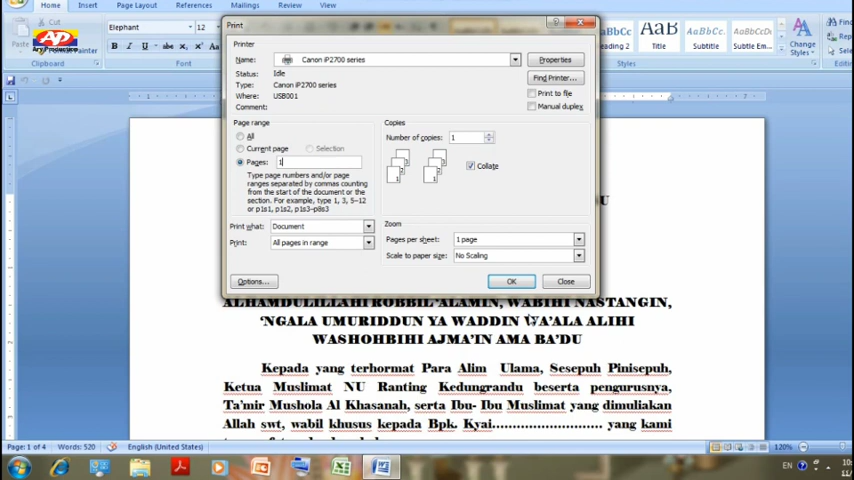 Home Insert Page Layout References Mailings Review View
Elephant 12
Print
Heading 2 Title Subtitle Subtle Em...
Change
Styles
Styles
Ary Production
Format Painter
Printer
Name: Canon iP2700 series Properties
Status: Idle
Type: Canon iP2700 series Find Printer...
Where: USB001 Print to file
Comment: Manual duplex
Page range Copies
All Number of copies: 1
Current page Selection
Pages: 1 Collate
Type page numbers and/or page
ranges separated by commas counting
from the start of the document or the
section. For example, type 1, 3, 5–12
or p1s1, p1s2, p1s3–p8s3
Print what: Document Zoom
Print: All pages in range Pages per sheet: 1 page
Scale to paper size: No Scaling
Options... OK Close
ALHAMDULILLAHI ROBBIL'ALAMIN, WABIHI NASTANGIN,
'NGALA UMURIDDUN YA WADDIN WA'ALA ALIHI
WASHOHBIHI AJMA'IN AMA BA'DU
Kepada yang terhormat Para Alim Ulama, Sesepuh Pinisepuh,
Ketua Muslimat NU Ranting Kedungrandu beserta pengurusnya,
Ta'mir Mushola Al Khasanah, serta Ibu- Ibu Muslimat yang dimuliakan
Allah swt, wabil khusus kepada Bpk. Kyai............................ yang kami
Page: 1 of 4 Words: 520 English (United States) 120%
EN